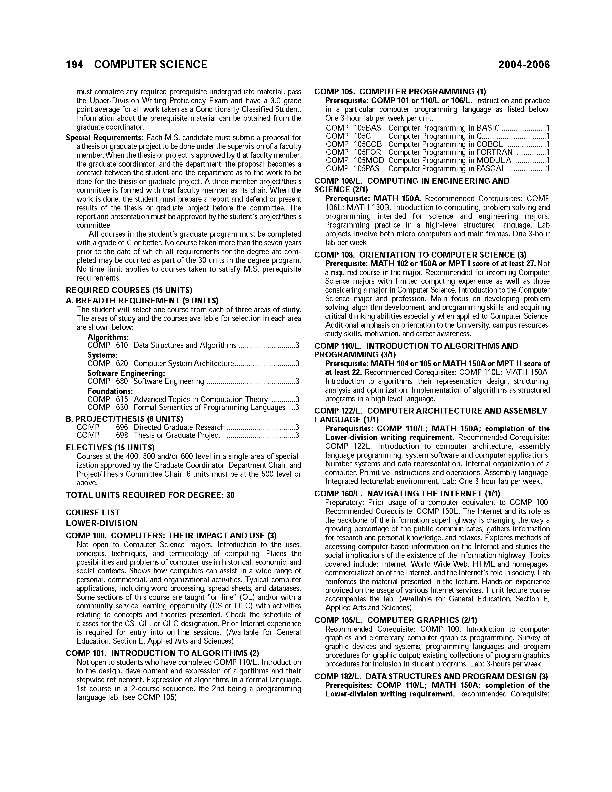 194 COMPUTER SCIENCE
2004-2006
must complete any required prerequisite undergraduate material, pass
the Upper-Division Writing Proficiency Exam and have a 3.0 grade
point average for all work taken as a Conditionally Classified Student.
Information about the prerequisite material can be obtained from the
graduate coordinator.
Special Requirements: Each M.S. candidate must submit a proposal for
a thesis or graduate project to be done under the supervision of a faculty
member. When the thesis or project is approved by that faculty member,
the graduate coordinator, and the department, the proposal becomes a
contract between the student and the department as to the work to be
done for the thesis or graduate project. A three member project/thesis
committee is formed with that faculty member as its chair. When the
work is done, the student must prepare a report and defend or present
results of the thesis or graduate project before the committee. The
report and presentation must be approved by the student's project/thesis
committee.
All courses in the student's graduate program must be completed
with a grade of C or better. No course taken more than seven years
prior to the date of which all requirements for the degree are com-
pleted may be counted as part of the 30 units in the degree program.
No time limit applies to courses taken to satisfy M.S. prerequisite
requirements.
REQUIRED COURSES (15 UNITS)
A. BREADTH REQUIREMENT (9 UNITS)
The student will select one course from each of three areas of study.
The areas of study and the courses available for selection in each area
are shown below:
Algorithms:
COMP 610 Data Structures and Algorithms ..........................3
Systems:
COMP 620 Computer System Architecture............................3
Software Engineering:
COMP 680 Software Engineering .........................................3
Foundations:
COMP 615 Advanced Topics in Computation Theory ...........3
COMP 630 Formal Semantics of Programming Languages ...3
B. PROJECT/THESIS (6 UNITS)
COMP 696 Directed Graduate Research................................3
COMP 698 Thesis or Graduate Project..................................3
ELECTIVES (15 UNITS)
Courses at the 400, 500 and/or 600 level in a single area of special-
ization approved by the Graduate Coordinator, Department Chair, and
Project/Thesis Committee Chair. 6 units must be at the 500 level or
above.
TOTAL UNITS REQUIRED FOR DEGREE: 30
COURSE LIST
LOWER-DIVISION
COMP 100. COMPUTERS: THEIR IMPACT AND USE (3)
Not open to Computer Science majors. Introduction to the uses,
concepts, techniques, and terminology of computing. Places the
possibilities and problems of computer use in historical, economic, and
social contexts. Shows how computers can assist in a wide range of
personal, commercial, and organizational activities. Typical computer
applications, including word processing, spread sheets, and databases.
Some sections of this course are taught "on line" (OL) and/or with a
community service learning opportunity (CS or OLC) with activities
relating to concepts and theories presented. Check the schedule of
classes for the CS, OL, or OLC designation. Prior Internet experience
is required for entry into on line sessions. (Available for General
Education, Section E, Applied Arts and Sciences)
COMP 101. INTRODUCTION TO ALGORITHMS (2)
Not open to students who have completed COMP 110/L. Introduction
to the design, development and expression of algorithms and their
stepwise refinement. Expression of algorithms in a formal language.
1st course in a 2-course sequence, the 2nd being a programming
language lab (see COMP 105).
COMP 105. COMPUTER PROGRAMMING (1)
Prerequisite: COMP 101 or 110/L or 106/L. Instruction and practice
in a particular computer programming language as listed below.
One 3-hour lab per week per unit.
COMP 105BAS Computer Programming in BASIC ....................1
COMP 105C Computer Programming in C............................1
COMP 105COB Computer Programming in COBOL ..................1
COMP 105FOR Computer Programming in FORTRAN ..............1
COMP 105MOD Computer Programming in MODULA ...............1
COMP 105PAS Computer Programming in PASCAL .................1
COMP 106/L. COMPUTING IN ENGINEERING AND
SCIENCE (2/1)
Prerequisite: MATH 150A. Recommended Corequisites: COMP
106L; MATH 150B. Introduction to computing, problem solving and
programming, intended for science and engineering majors.
Programming practice in a high-level structured language. Lab
projects involve both micro computers and main frames. One 3-hour
lab per week.
COMP 108. ORIENTATION TO COMPUTER SCIENCE (3)
Prerequisite: MATH 102 or 150A or MPT I score of at least 27. Not
a required course in the major. Recommended for incoming Computer
Science majors with limited computing experience as well as those
considering a major in Computer Science. Introduction to the Computer
Science major and profession. Main focus on developing problem
solving, algorithm development, and programming skills, and acquiring
critical thinking abilities especially when applied to Computer Science.
Additional emphasis on orientation to the University, campus resources,
study skills, motivation, and career awareness.
COMP 110/L. INTRODUCTION TO ALGORITHMS AND
PROGRAMMING (3/1)
Prerequisite: MATH 104 or 105 or MATH 150A or MPT II score of
at least 22. Recommended Corequisites: COMP 110L; MATH 150A.
Introduction to algorithms, their representation, design, structuring,
analysis and optimization. Implementation of algorithms as structured
programs in a high level language.
COMP 122/L. COMPUTER ARCHITECTURE AND ASSEMBLY
LANGUAGE (1/1)
Prerequisites: COMP 110/L; MATH 150A; completion of the
Lower-division writing requirement. Recommended Corequisite:
COMP 122L. Introduction to computer architecture, assembly
language programming, system software and computer applications.
Number systems and data representation. Internal organization of a
computer. Primitive instructions and operations. Assembly language.
Integrated lecture/lab environment. Lab: One 3 hour lab per week.
COMP 160/L. NAVIGATING THE INTERNET (1/1)
Preparatory: Prior usage of a computer equivalent to COMP 100.
Recommended Corequisite: COMP 160L. The Internet and its role as
the backbone of the information superhighway is changing the way a
growing percentage of the public communicates, gathers information
for research and personal knowledge, and relaxes. Explores methods of
accessing computer-based information on the Internet and studies the
social implications of the existence of the information highway. Topics
covered include: Internet, World Wide Web, HTML and homepages,
commercialization of the Internet, and the Internet's role in society. Lab
reinforces the material presented in the lecture. Hands-on experience
provided on the usage of various Internet services. 1 unit lecture course
accompanies the lab. (Available for General Education, Section E,
Applied Arts and Sciences)
COMP 165/L. COMPUTER GRAPHICS (2/1)
Recommended Corequisite: COMP 100. Introduction to computer
graphics and elementary computer graphics programming. Survey of
graphic devices and systems; programming languages and program
procedures for graphic output; existing collections of program graphics
procedures for inclusion in student programs. Lab: 3-hours per week.
COMP 182/L. DATA STRUCTURES AND PROGRAM DESIGN (3)
Prerequisites: COMP 110/L; MATH 150A; completion of the
Lower-division writing requirement. Recommended Corequisite: